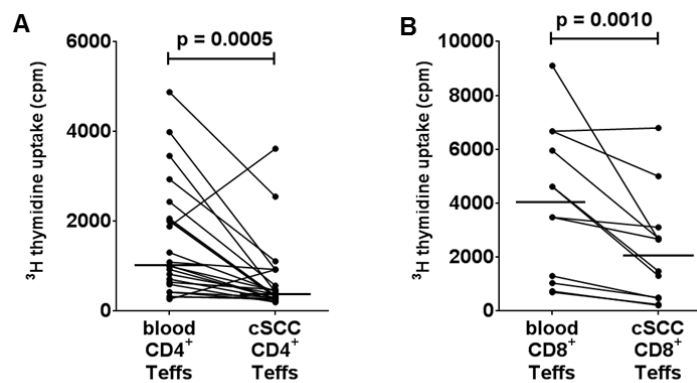 A
p = 0.0005
³H thymidine uptake (cpm)
6000
4000
2000
0
blood
CD4⁺
Teffs
cSCC
CD4⁺
Teffs
B
p = 0.0010
³H thymidine uptake (cpm)
10000
8000
6000
4000
2000
0
blood
CD8⁺
Teffs
cSCC
CD8⁺
Teffs